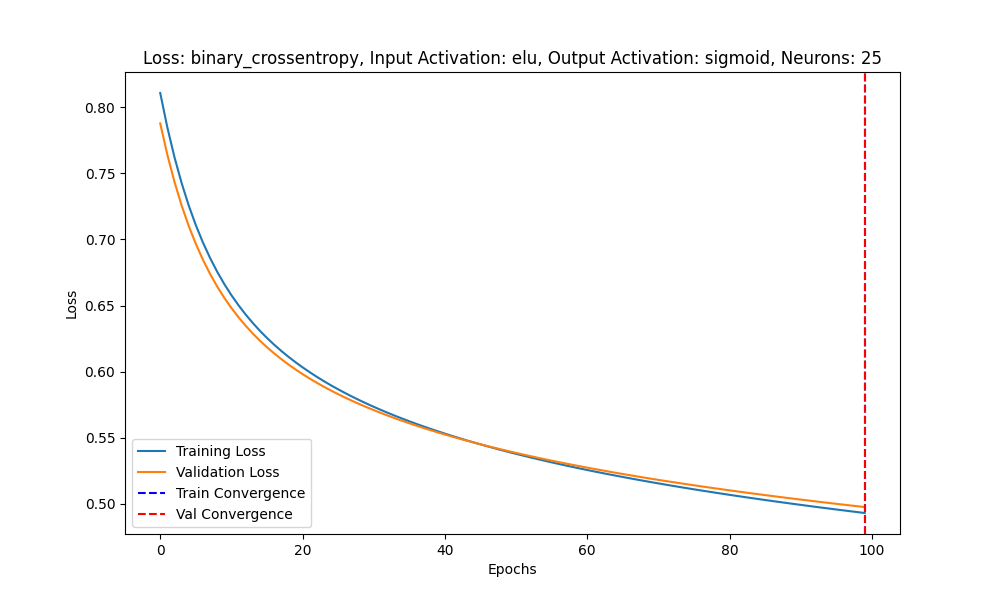 Loss: binary_crossentropy, Input Activation: elu, Output Activation: sigmoid, Neurons: 25
0.80
0.75
0.70
0.65
0.60
0.55
0.50
Loss
Training Loss
Validation Loss
Train Convergence
Val Convergence
0 20 40 60 80 100
Epochs